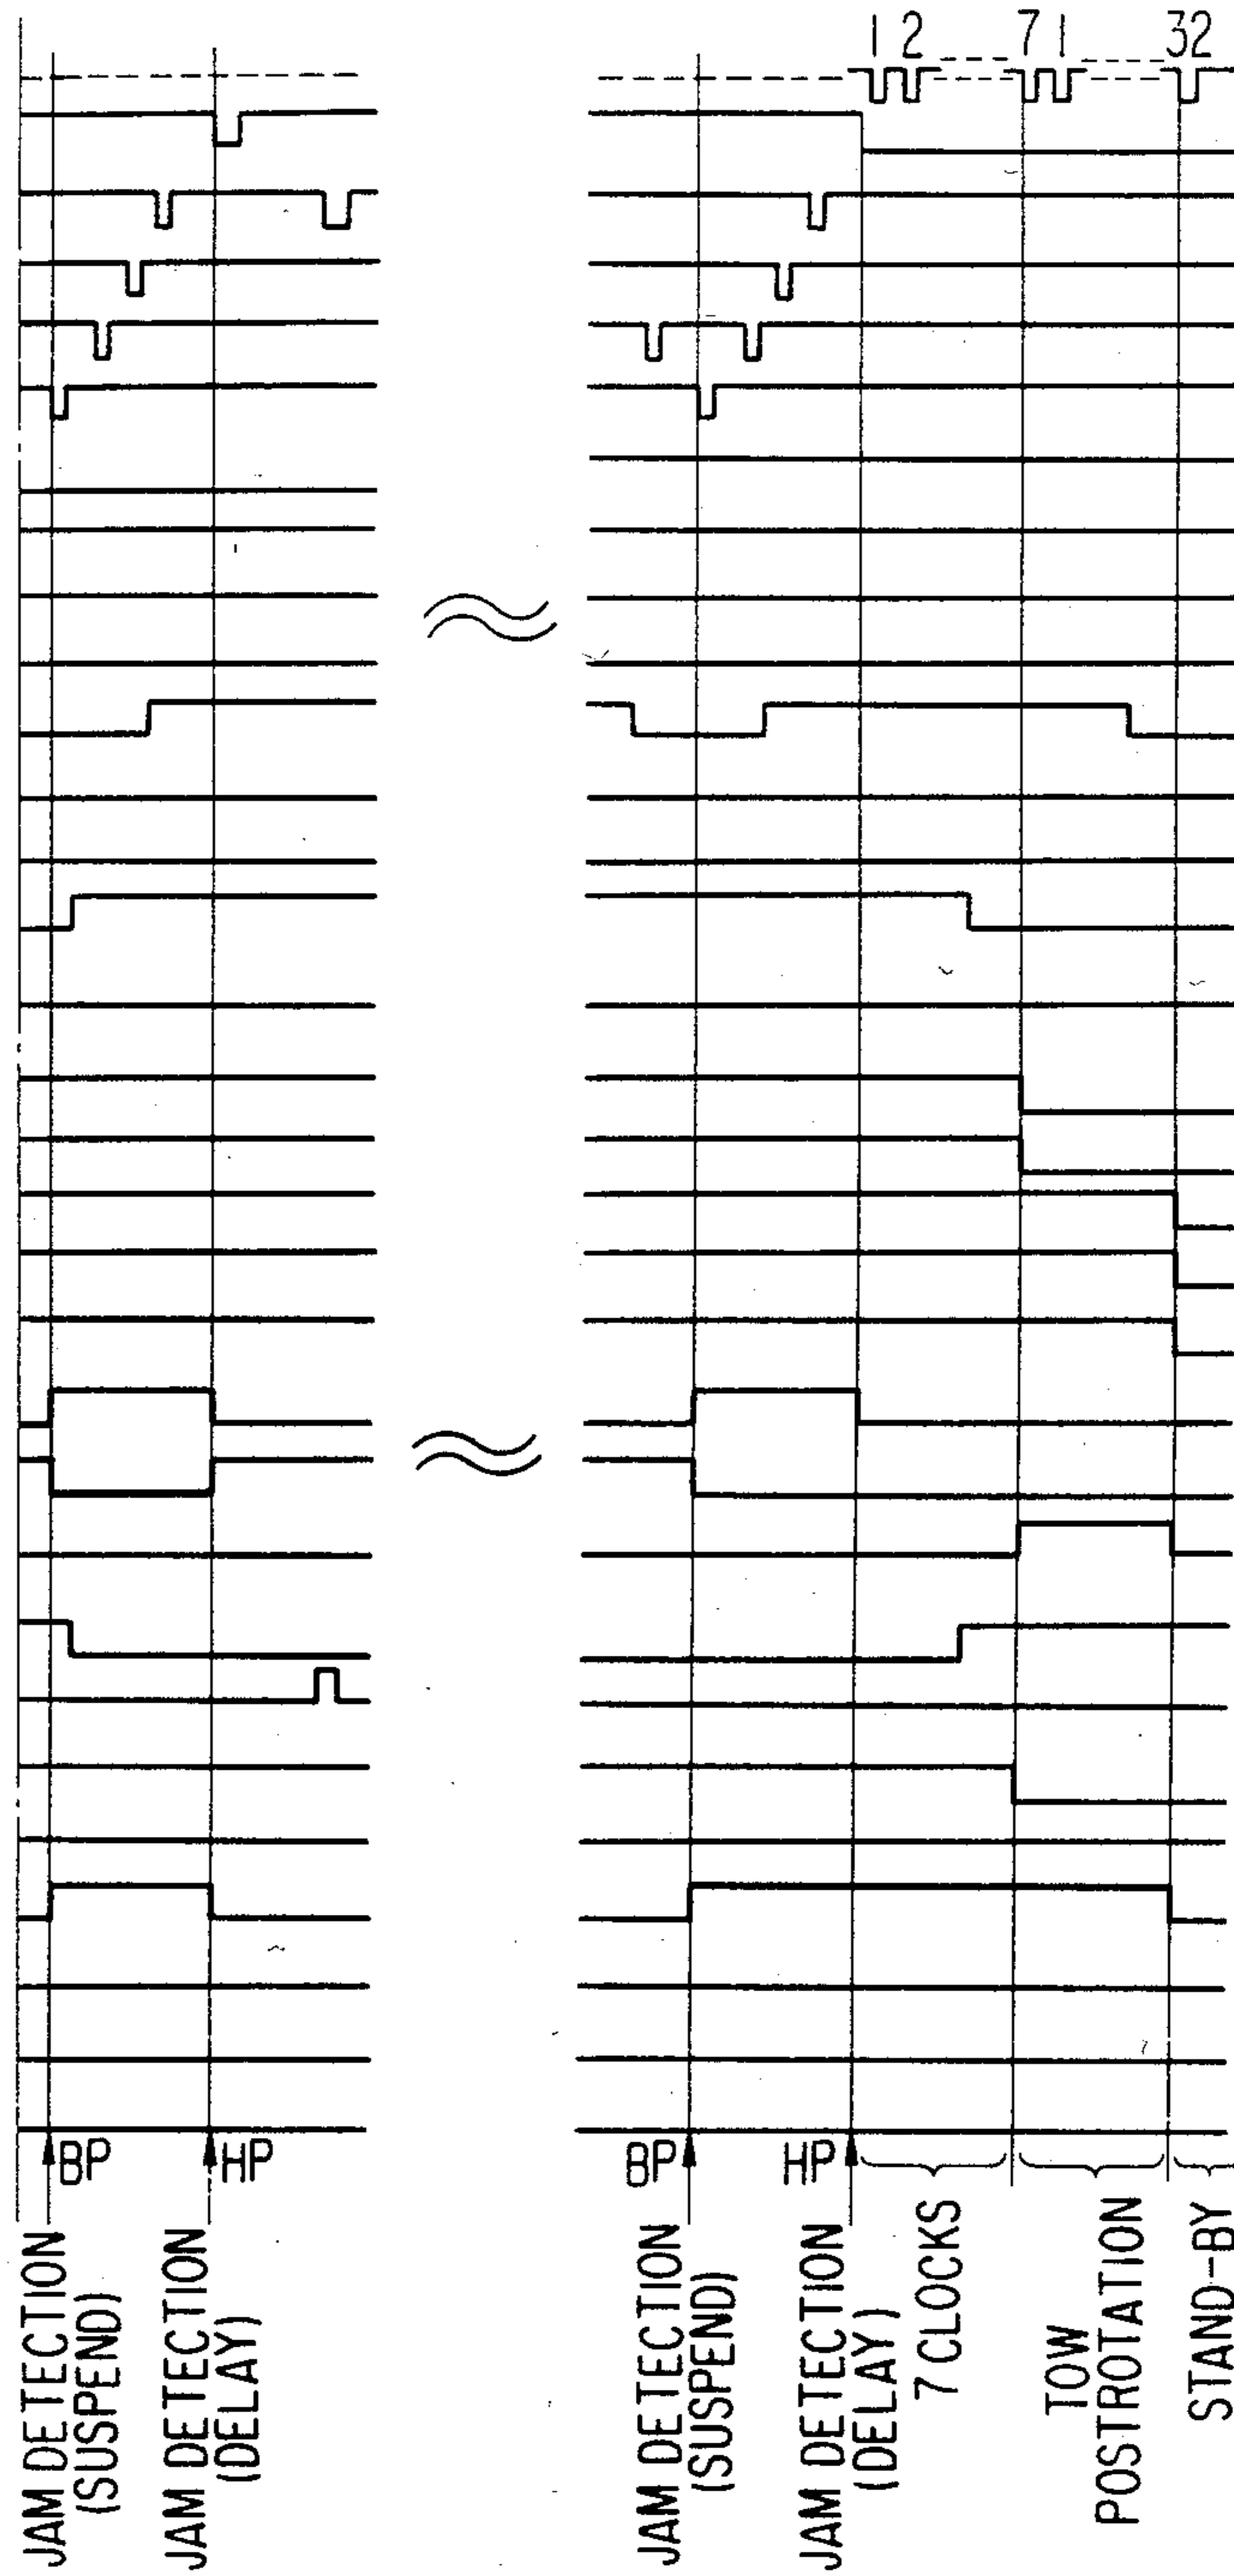 1 2 7 1 32
BP HP BP HP
JAM DETECTION
(SUSPEND)
JAM DETECTION
(DELAY)
JAM DETECTION
(SUSPEND)
JAM DETECTION
(DELAY)
7 CLOCKS
TOW
POSTROTATION
STAND-BY